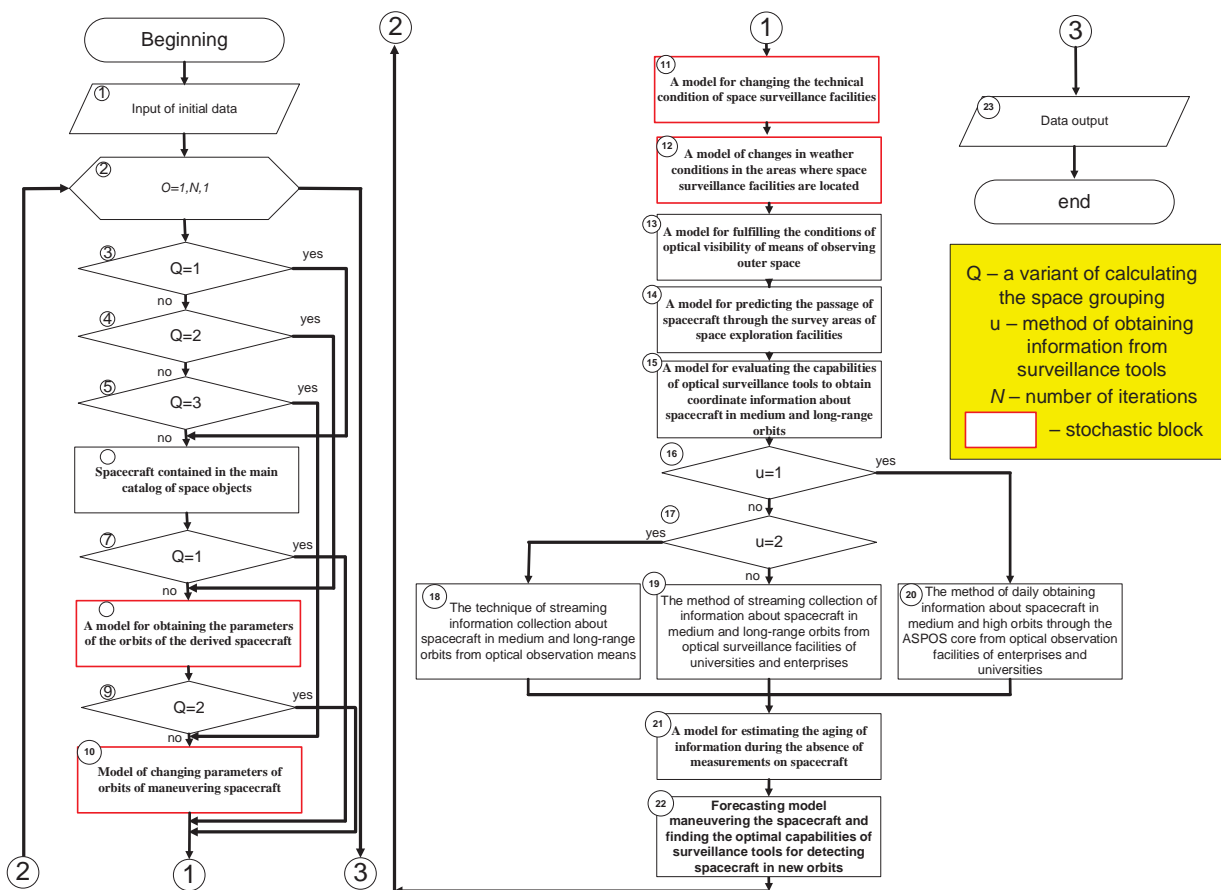 Beginning
1
Input of initial data
2
O=1,N,1
3
Q=1
yes
no
4
Q=2
yes
no
5
Q=3
yes
no
Spacecraft contained in the main
catalog of space objects
7
Q=1
yes
no
A model for obtaining the parameters
of the orbits of the derived spacecraft
9
Q=2
yes
no
10
Model of changing parameters of
orbits of maneuvering spacecraft
2
1
3
2
1
11
A model for changing the technical
condition of space surveillance facilities
12
A model of changes in weather
conditions in the areas where space
surveillance facilities are located
13
A model for fulfilling the conditions of
optical visibility of means of observing
outer space
14
A model for predicting the passage of
spacecraft through the survey areas of
space exploration facilities
15
A model for evaluating the capabilities
of optical surveillance tools to obtain
coordinate information about
spacecraft in medium and long-range
orbits
16
u=1
yes
no
17
u=2
yes
no
18
The technique of streaming
information collection about
spacecraft in medium and long-range
orbits from optical observation means
19
The method of streaming collection of
information about spacecraft in
medium and long-range orbits from
optical surveillance facilities of
universities and enterprises
20
The method of daily obtaining
information about spacecraft in
medium and high orbits through the
ASPOS core from optical observation
facilities of enterprises and
universities
21
A model for estimating the aging of
information during the absence of
measurements on spacecraft
22
Forecasting model
maneuvering the spacecraft and
finding the optimal capabilities of
surveillance tools for detecting
spacecraft in new orbits
3
23
Data output
end
Q – a variant of calculating
the space grouping
u – method of obtaining
information from
surveillance tools
N – number of iterations
– stochastic block